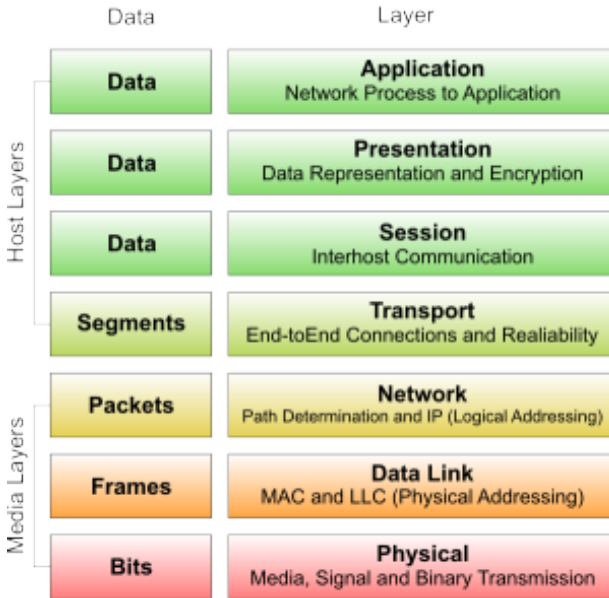 Data Layer
Host Layers
Data
Application
Network Process to Application
Data
Presentation
Data Representation and Encryption
Data
Session
Interhost Communication
Segments
Transport
End-toEnd Connections and Realiability
Media Layers
Packets
Network
Path Determination and IP (Logical Addressing)
Frames
Data Link
MAC and LLC (Physical Addressing)
Bits
Physical
Media, Signal and Binary Transmission